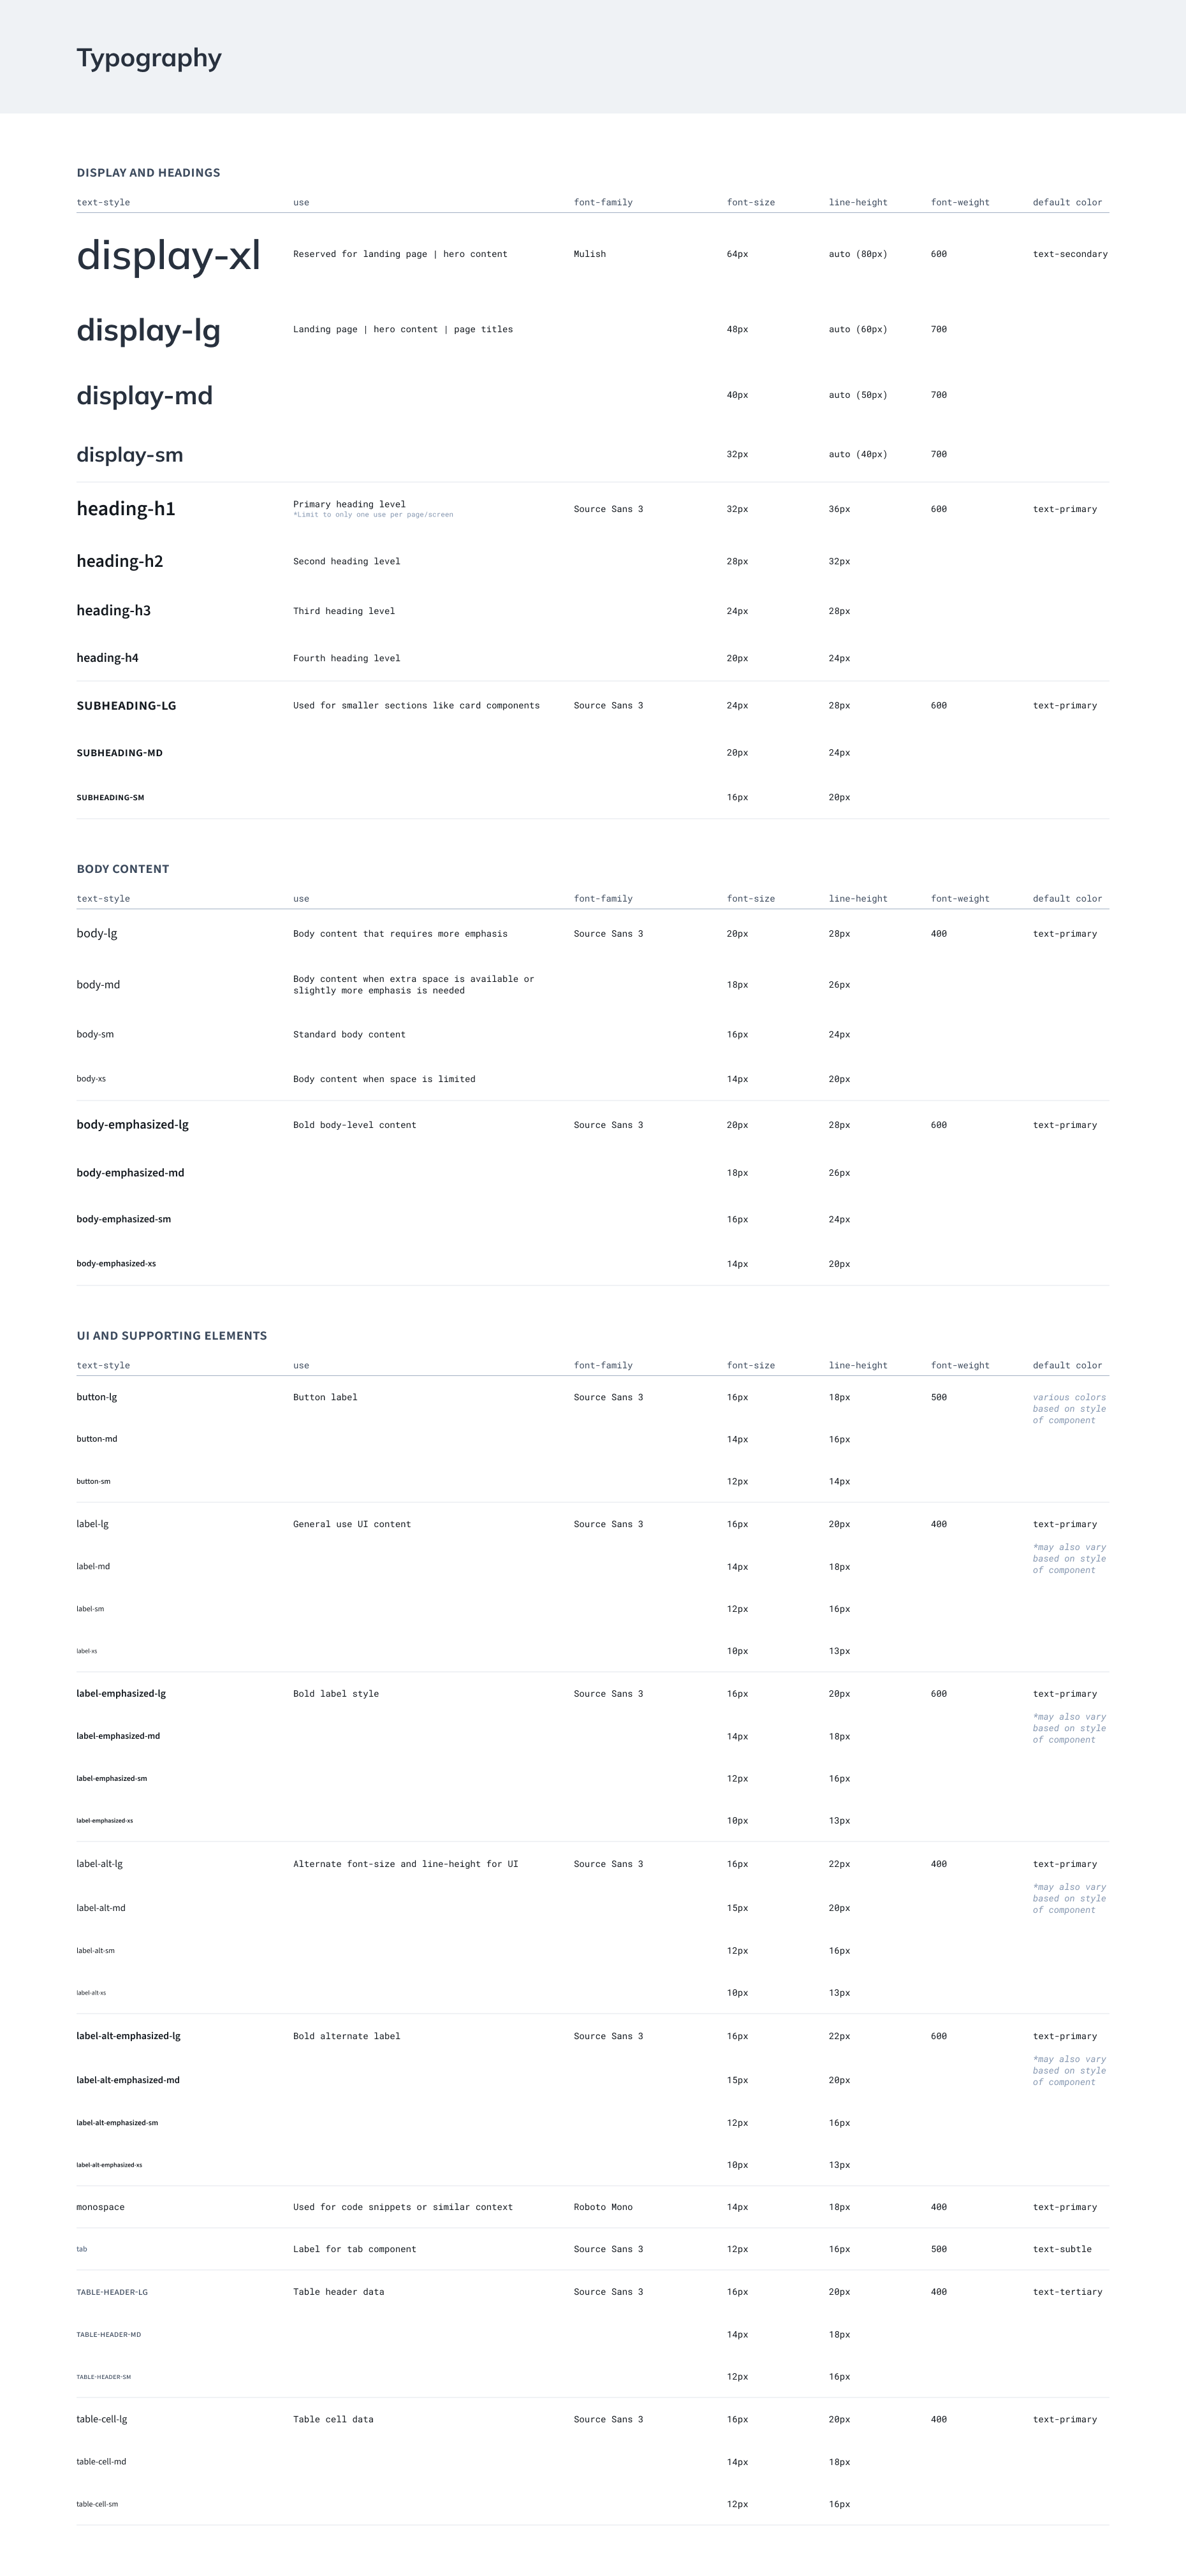 Typography
DISPLAY AND HEADINGS
text-style use font-family font-size line-height font-weight default color
display-xl Reserved for landing page | hero content Mulish 64px auto (80px) 600 text-secondary
display-lg Landing page | hero content | page titles 48px auto (60px) 700
display-md 40px auto (50px) 700
display-sm 32px auto (40px) 700
heading-h1 Primary heading level Source Sans 3 32px 36px 600 text-primary
*Limit to only one use per page/screen
heading-h2 Second heading level 28px 32px
heading-h3 Third heading level 24px 28px
heading-h4 Fourth heading level 20px 24px
SUBHEADING-LG Used for smaller sections like card components Source Sans 3 24px 28px 600 text-primary
SUBHEADING-MD 20px 24px
SUBHEADING-SM 16px 20px
BODY CONTENT
text-style use font-family font-size line-height font-weight default color
body-lg Body content that requires more emphasis Source Sans 3 20px 28px 400 text-primary
body-md Body content when extra space is available or
slightly more emphasis is needed 18px 26px
body-sm Standard body content 16px 24px
body-xs Body content when space is limited 14px 20px
body-emphasized-lg Bold body-level content Source Sans 3 20px 28px 600 text-primary
body-emphasized-md 18px 26px
body-emphasized-sm 16px 24px
body-emphasized-xs 14px 20px
UI AND SUPPORTING ELEMENTS
text-style use font-family font-size line-height font-weight default color
button-lg Button label Source Sans 3 16px 18px 500 various colors
based on style
of component
button-md 14px 16px
button-sm 12px 14px
label-lg General use UI content Source Sans 3 16px 20px 400 text-primary
*may also vary
based on style
of component
label-md 14px 18px
label-sm 12px 16px
label-xs 10px 13px
label-emphasized-lg Bold label style Source Sans 3 16px 20px 600 text-primary
*may also vary
based on style
of component
label-emphasized-md 14px 18px
label-emphasized-sm 12px 16px
label-emphasized-xs 10px 13px
label-alt-lg Alternate font-size and line-height for UI Source Sans 3 16px 22px 400 text-primary
*may also vary
based on style
of component
label-alt-md 15px 20px
label-alt-sm 12px 16px
label-alt-xs 10px 13px
label-alt-emphasized-lg Bold alternate label Source Sans 3 16px 22px 600 text-primary
*may also vary
based on style
of component
label-alt-emphasized-md 15px 20px
label-alt-emphasized-sm 12px 16px
label-alt-emphasized-xs 10px 13px
monospace Used for code snippets or similar context Roboto Mono 14px 18px 400 text-primary
tab Label for tab component Source Sans 3 12px 16px 500 text-subtle
TABLE-HEADER-LG Table header data Source Sans 3 16px 20px 400 text-tertiary
TABLE-HEADER-MD 14px 18px
TABLE-HEADER-SM 12px 16px
table-cell-lg Table cell data Source Sans 3 16px 20px 400 text-primary
table-cell-md 14px 18px
table-cell-sm 12px 16px